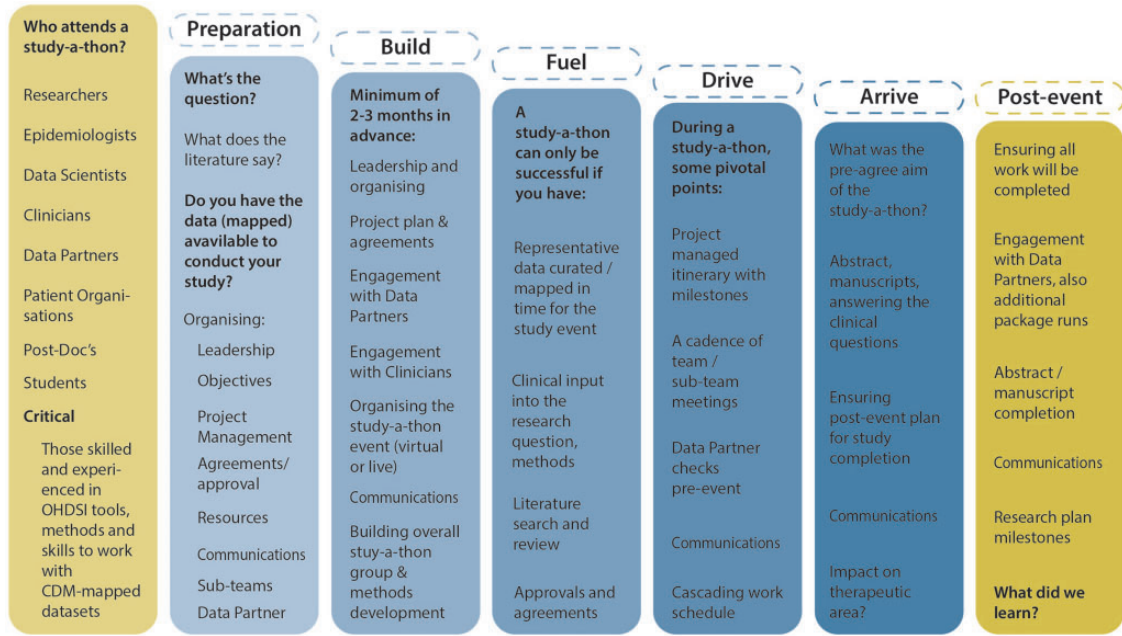 Who attends a
study-a-thon?
Researchers
Epidemiologists
Data Scientists
Clinicians
Data Partners
Patient Organi-
sations
Post-Doc's
Students
Critical
Those skilled
and experi-
enced in
OHDSI tools,
methods and
skills to work
with
CDM-mapped
datasets
Preparation
What's the
question?
What does the
literature say?
Do you have the
data (mapped)
avavilable to
conduct your
study?
Organising:
Leadership
Objectives
Project
Management
Agreements/
approval
Resources
Communications
Sub-teams
Data Partner
Build
Minimum of
2-3 months in
advance:
Leadership and
organising
Project plan &
agreements
Engagement
with Data
Partners
Engagement
with Clinicians
Organising the
study-a-thon
event (virtual
or live)
Communications
Building overall
stuy-a-thon
group &
methods
development
Fuel
A
study-a-thon
can only be
successful if
you have:
Representative
data curated /
mapped in
time for the
study event
Clinical input
into the
research
question,
methods
Literature
search and
review
Approvals and
agreements
Drive
During a
study-a-thon,
some pivotal
points:
Project
managed
itinerary with
milestones
A cadence of
team /
sub-team
meetings
Data Partner
checks
pre-event
Communications
Cascading work
schedule
Arrive
What was the
pre-agree aim
of the
study-a-thon?
Abstract,
manuscripts,
answering the
clinical
questions
Ensuring
post-event plan
for study
completion
Communications
Impact on
therapeutic
area?
Post-event
Ensuring all
work will be
completed
Engagement
with Data
Partners, also
additional
package runs
Abstract /
manuscript
completion
Communications
Research plan
milestones
What did we
learn?